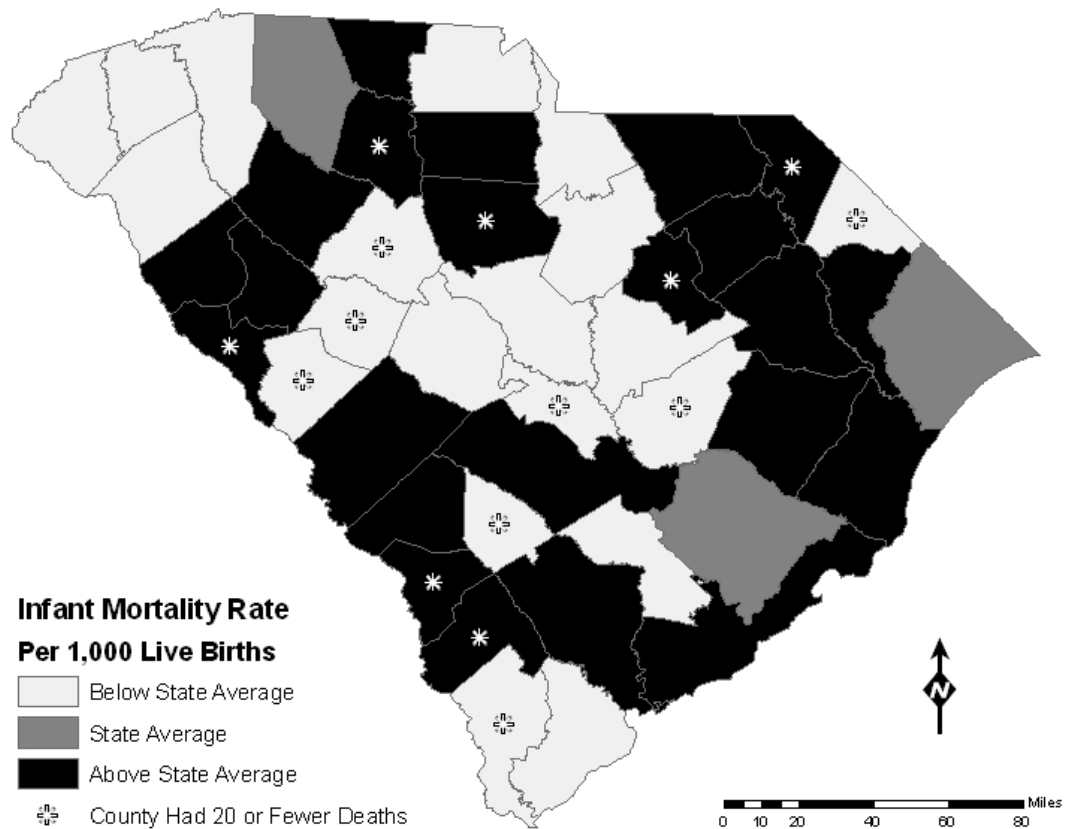 Infant Mortality Rate
Per 1,000 Live Births
Below State Average
State Average
Above State Average
County Had 20 or Fewer Deaths
N
Miles
0 10 20 40 60 80